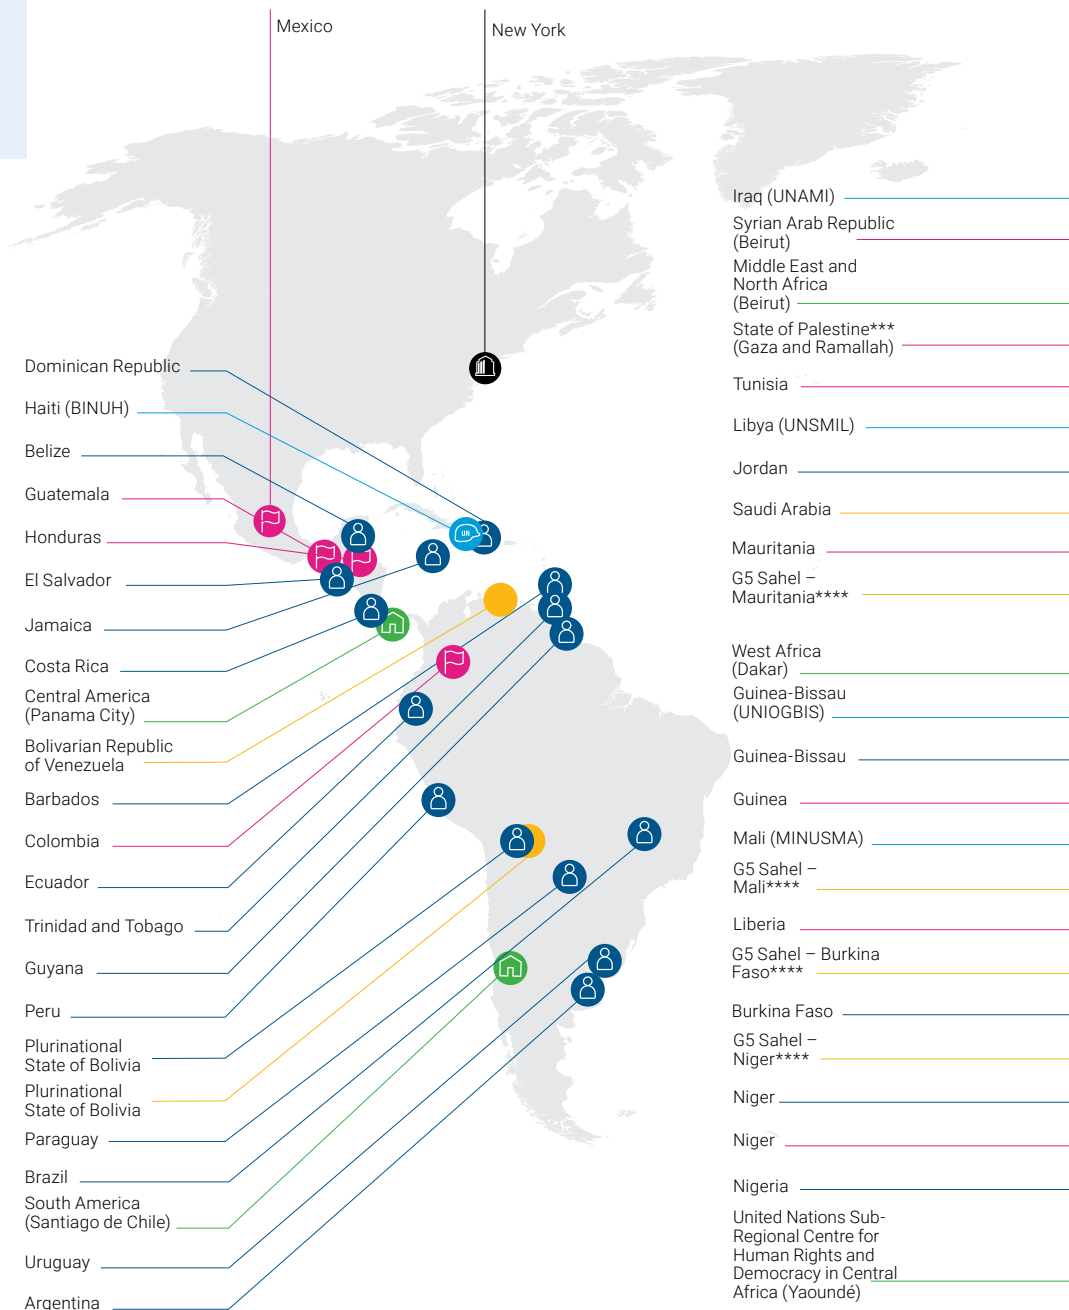 Mexico
New York
Dominican Republic
Haiti (BINUH)
Belize
Guatemala
Honduras
El Salvador
Jamaica
Costa Rica
Central America
(Panama City)
Bolivarian Republic
of Venezuela
Barbados
Colombia
Ecuador
Trinidad and Tobago
Guyana
Peru
Plurinational
State of Bolivia
Plurinational
State of Bolivia
Paraguay
Brazil
South America
(Santiago de Chile)
Uruguay
Argentina
UN
Iraq (UNAMI)
Syrian Arab Republic
(Beirut)
Middle East and
North Africa
(Beirut)
State of Palestine***
(Gaza and Ramallah)
Tunisia
Libya (UNSMIL)
Jordan
Saudi Arabia
Mauritania
G5 Sahel –
Mauritania****
West Africa
(Dakar)
Guinea-Bissau
(UNIOGBIS)
Guinea-Bissau
Guinea
Mali (MINUSMA)
G5 Sahel –
Mali****
Liberia
G5 Sahel – Burkina
Faso****
Burkina Faso
G5 Sahel –
Niger****
Niger
Niger
Nigeria
United Nations Sub-
Regional Centre for
Human Rights and
Democracy in Central
Africa (Yaoundé)